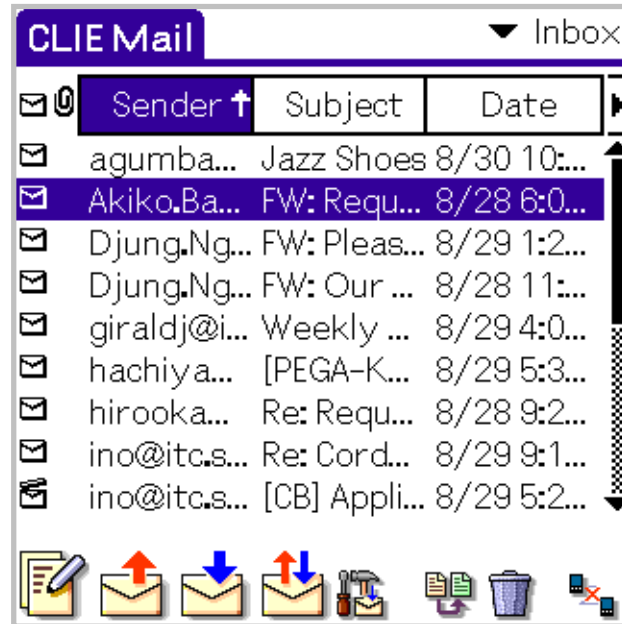 CLIE Mail Inbox
Sender Subject Date
agumba... Jazz Shoes 8/30 10:...
Akiko.Ba... FW: Requ... 8/28 6:0...
Djung.Ng... FW: Pleas... 8/29 1:2...
Djung.Ng... FW: Our ... 8/28 11:...
giraldj@i... Weekly ... 8/29 4:0...
hachiya... [PEGA-K... 8/29 5:3...
hirooka... Re: Requ... 8/28 9:2...
ino@itc.s... Re: Cord... 8/29 9:1...
ino@itc.s... [CB] Appli... 8/29 5:2...